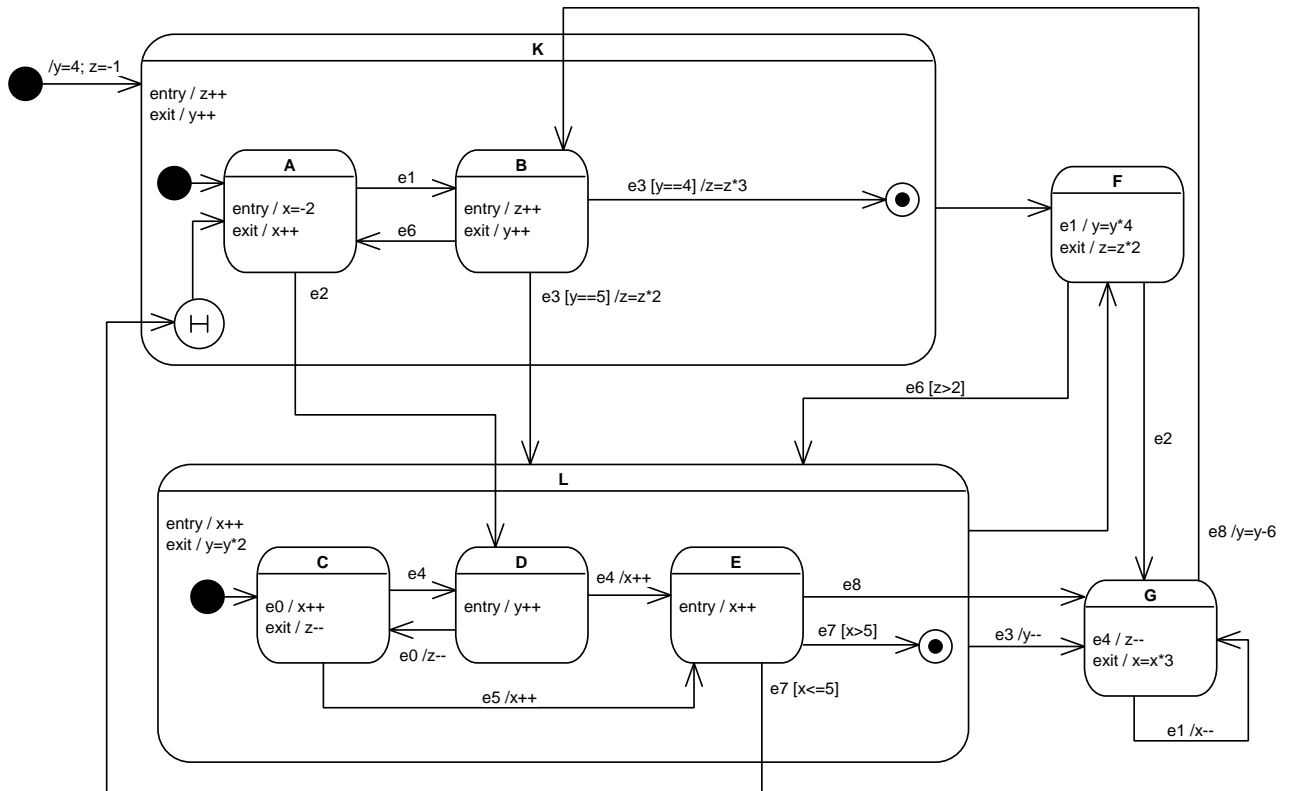 K
/y=4; z=-1
entry / z++
exit / y++
A
entry / x=-2
exit / x++
e1
e6
B
entry / z++
exit / y++
e3 [y==4] /z=z*3
F
e1 / y=y*4
exit / z=z*2
e2
e3 [y==5] /z=z*2
H
e6 [z>2]
e2
L
entry / x++
exit / y=y*2
e8 /y=y-6
C
e0 / x++
exit / z--
e4
e0 /z--
D
entry / y++
e4 /x++
E
entry / x++
e8
e7 [x>5]
e3 /y--
G
e4 / z--
exit / x=x*3
e5 /x++
e7 [x<=5]
e1 /x--